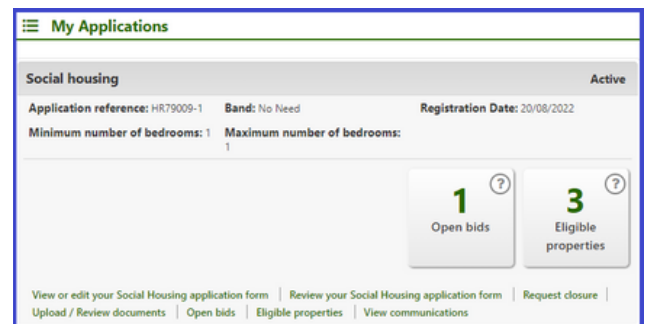 My Applications
Social housing Active
Application reference: HR79009-1 Band: No Need Registration Date: 20/08/2022
Minimum number of bedrooms: 1 Maximum number of bedrooms:
1
? ?
1 3
Open bids Eligible
properties
View or edit your Social Housing application form | Review your Social Housing application form | Request closure |
Upload / Review documents | Open bids | Eligible properties | View communications